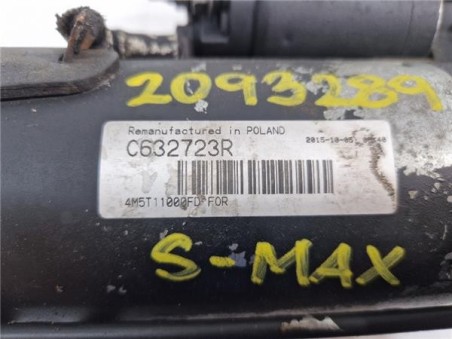 2093289
Remanufactured in POLAND
C632723R 2015-10-05
4M5T11000FD FOR
S-MAX